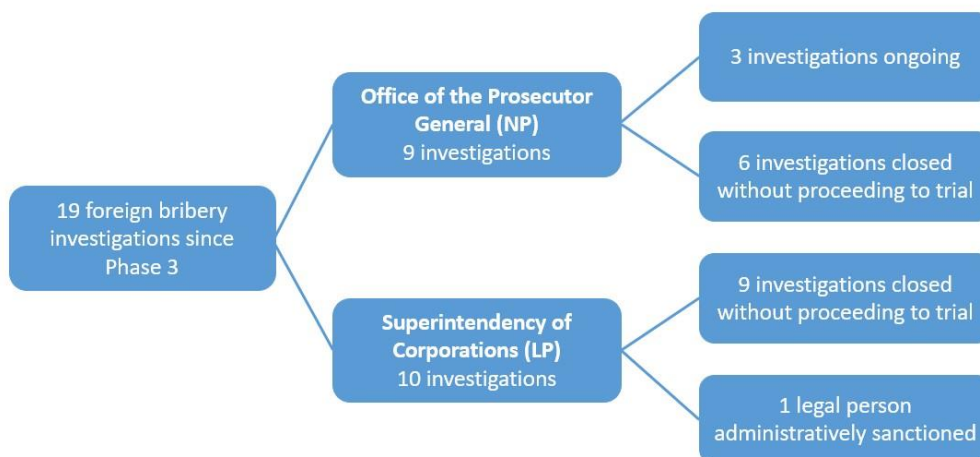 19 foreign bribery
investigations since
Phase 3
Office of the Prosecutor
General (NP)
9 investigations
3 investigations ongoing
6 investigations closed
without proceeding to trial
Superintendency of
Corporations (LP)
10 investigations
9 investigations closed
without proceeding to trial
1 legal person
administratively sanctioned